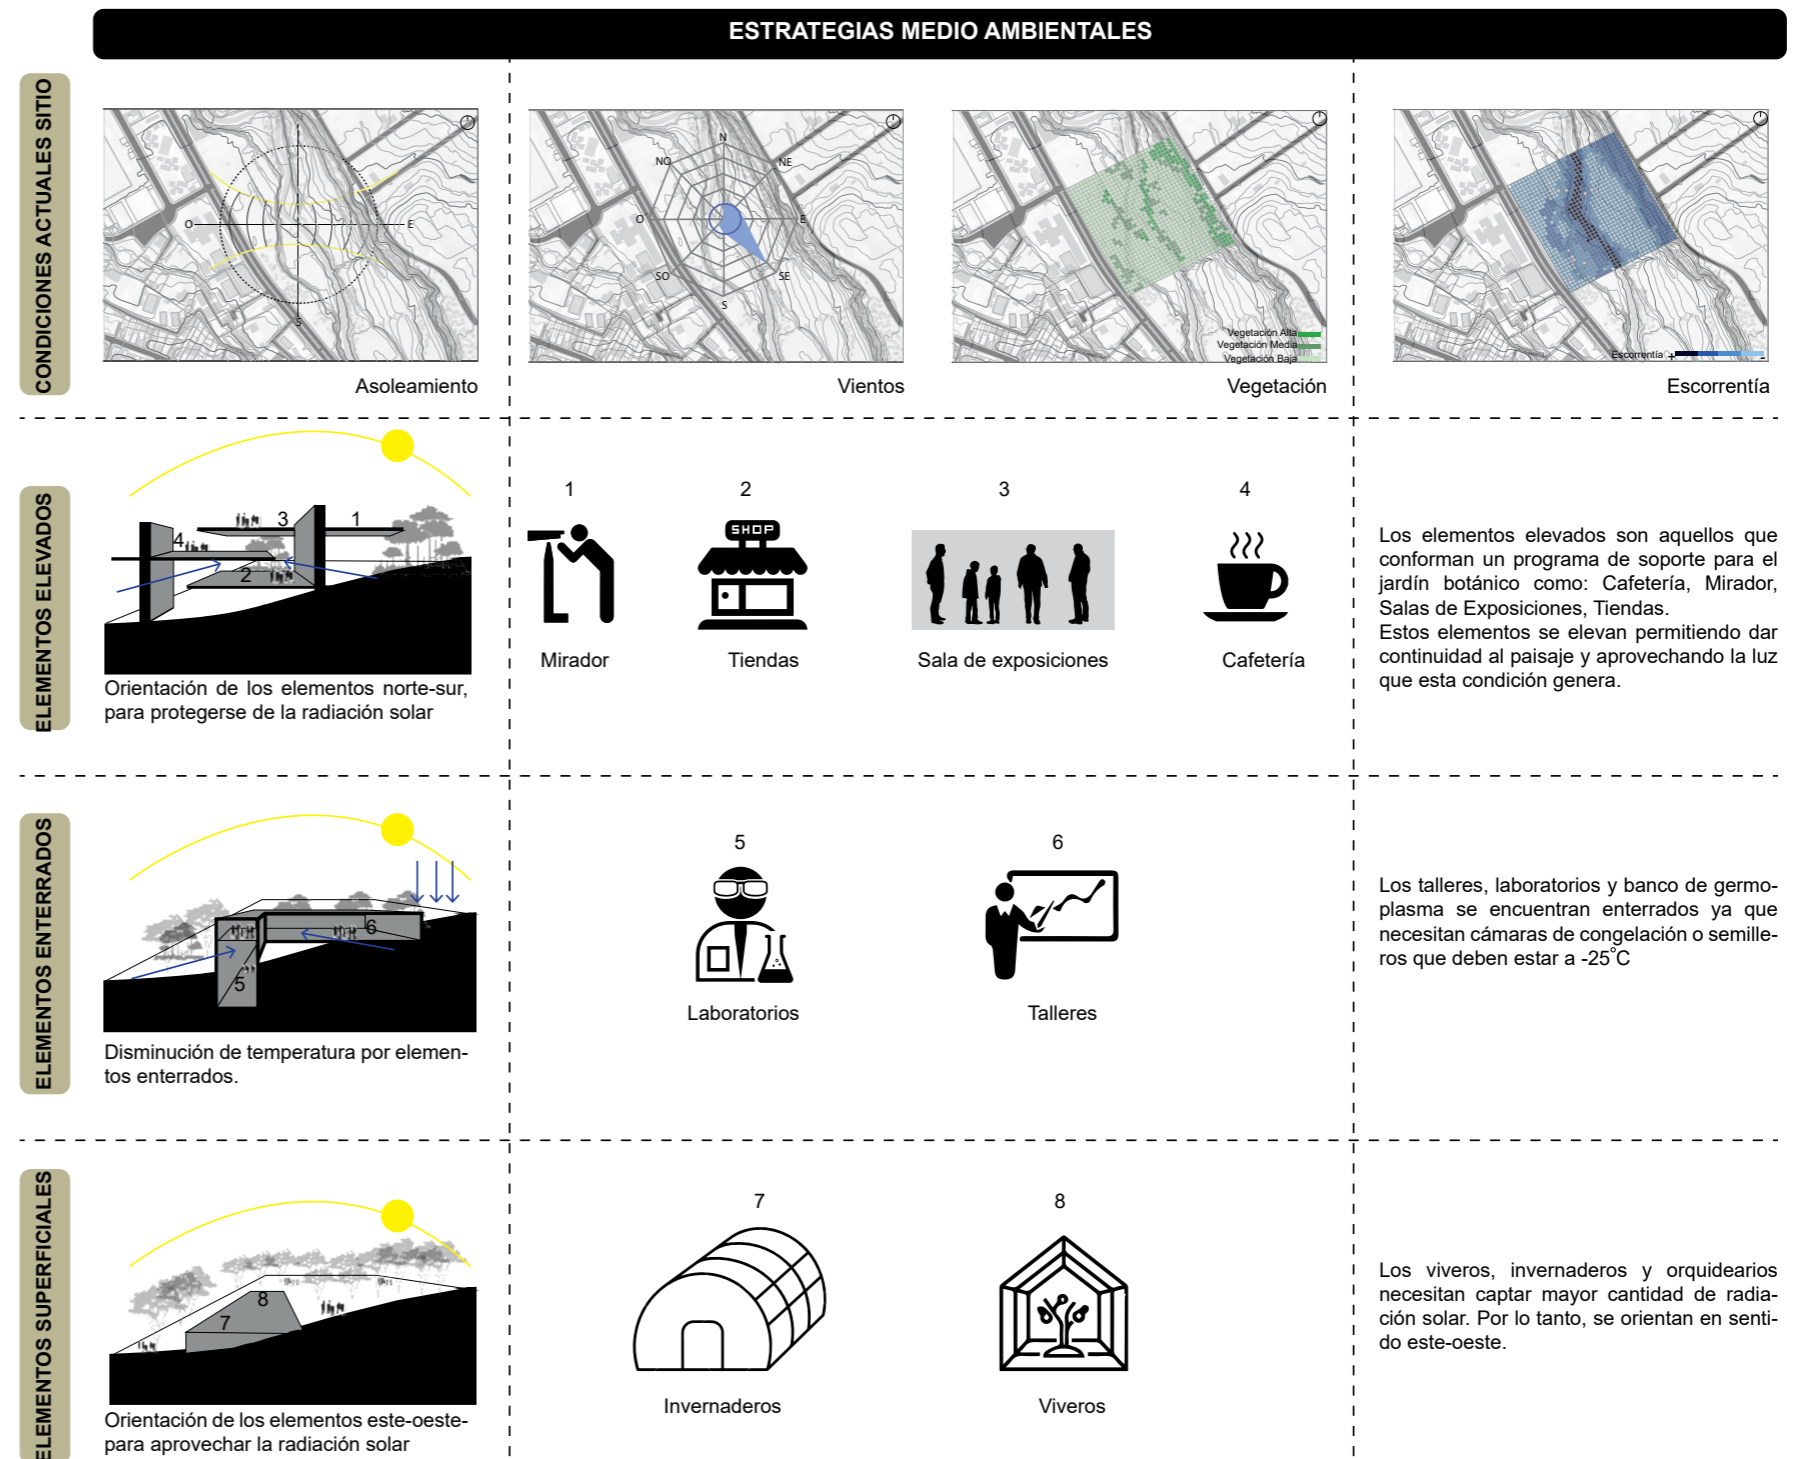 ESTRATEGIAS MEDIO AMBIENTALES
CONDICIONES ACTUALES SITIO
O
E
S
Asoleamiento
N
NO
NE
O
E
SO
SE
S
Vientos
Vegetación Alta
Vegetación Media
Vegetación Baja
Vegetación
Escorrentía + -
Escorrentía
ELEMENTOS ELEVADOS
3
1
4
2
Orientación de los elementos norte-sur,
para protegerse de la radiación solar
1
2
3
4
SHOP
Mirador
Tiendas
Sala de exposiciones
Cafetería
Los elementos elevados son aquellos que
conforman un programa de soporte para el
jardín botánico como: Cafetería, Mirador,
Salas de Exposiciones, Tiendas.
Estos elementos se elevan permitiendo dar
continuidad al paisaje y aprovechando la luz
que esta condición genera.
ELEMENTOS ENTERRADOS
6
5
Disminución de temperatura por elemen-
tos enterrados.
5
6
Laboratorios
Talleres
Los talleres, laboratorios y banco de germo-
plasma se encuentran enterrados ya que
necesitan cámaras de congelación o semille-
ros que deben estar a -25°C
ELEMENTOS SUPERFICIALES
8
7
Orientación de los elementos este-oeste-
para aprovechar la radiación solar
7
8
Invernaderos
Viveros
Los viveros, invernaderos y orquidearios
necesitan captar mayor cantidad de radia-
ción solar. Por lo tanto, se orientan en senti-
do este-oeste.